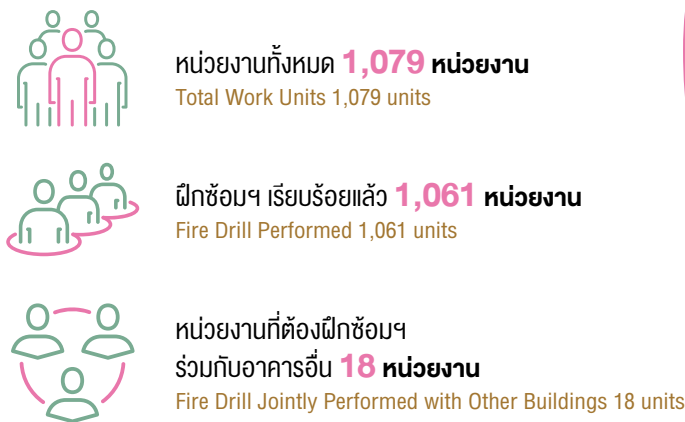 หน่วยงานทั้งหมด 1,079 หน่วยงาน
Total Work Units 1,079 units
ฝึกซ้อมฯ เรียบร้อยแล้ว 1,061 หน่วยงาน
Fire Drill Performed 1,061 units
หน่วยงานที่ต้องฝึกซ้อมฯ
ร่วมกับอาคารอื่น 18 หน่วยงาน
Fire Drill Jointly Performed with Other Buildings 18 units